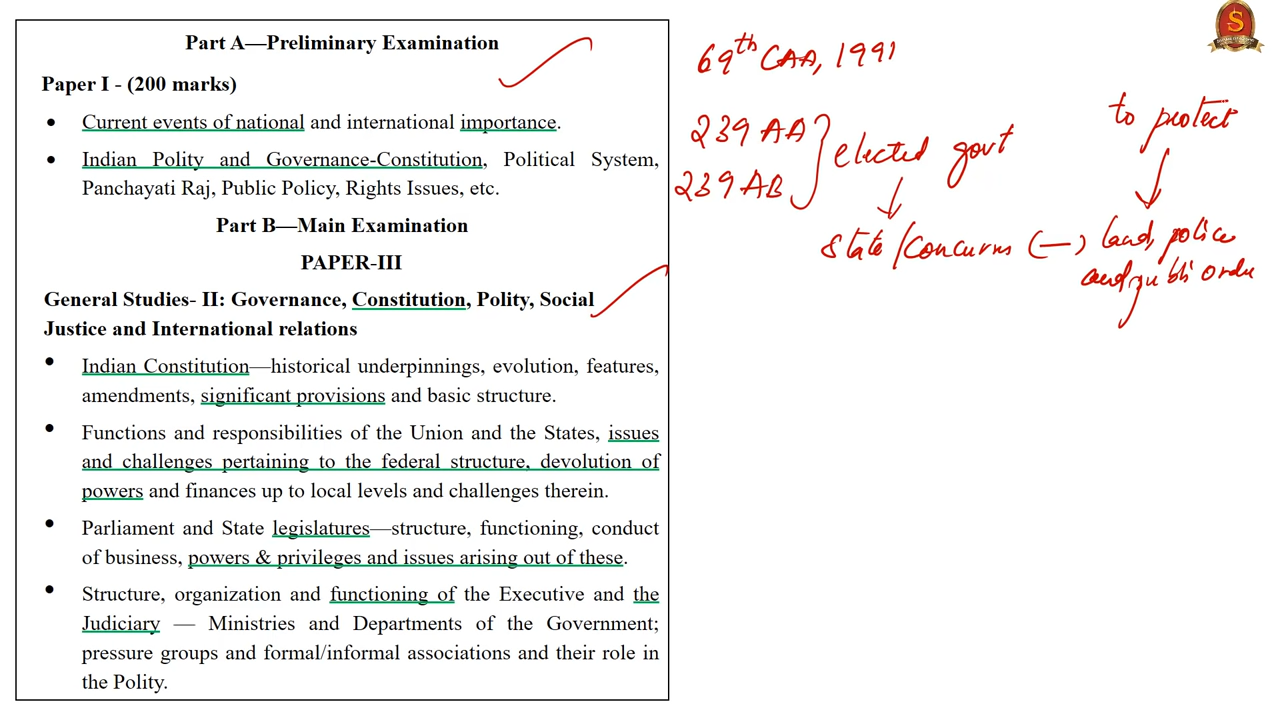 Part A—Preliminary Examination
Paper I - (200 marks)
• Current events of national and international importance.
• Indian Polity and Governance-Constitution, Political System,
Panchayati Raj, Public Policy, Rights Issues, etc.
Part B—Main Examination
PAPER-III
General Studies- II: Governance, Constitution, Polity, Social
Justice and International relations
• Indian Constitution—historical underpinnings, evolution, features,
amendments, significant provisions and basic structure.
• Functions and responsibilities of the Union and the States, issues
and challenges pertaining to the federal structure, devolution of
powers and finances up to local levels and challenges therein.
• Parliament and State legislatures—structure, functioning, conduct
of business, powers & privileges and issues arising out of these.
• Structure, organization and functioning of the Executive and the
Judiciary — Ministries and Departments of the Government;
pressure groups and formal/informal associations and their role in
the Polity.
69th CAA, 1991
239 AA
239 AB
elected govt
to protect
State/Concurns (—) land, police
and public order
S